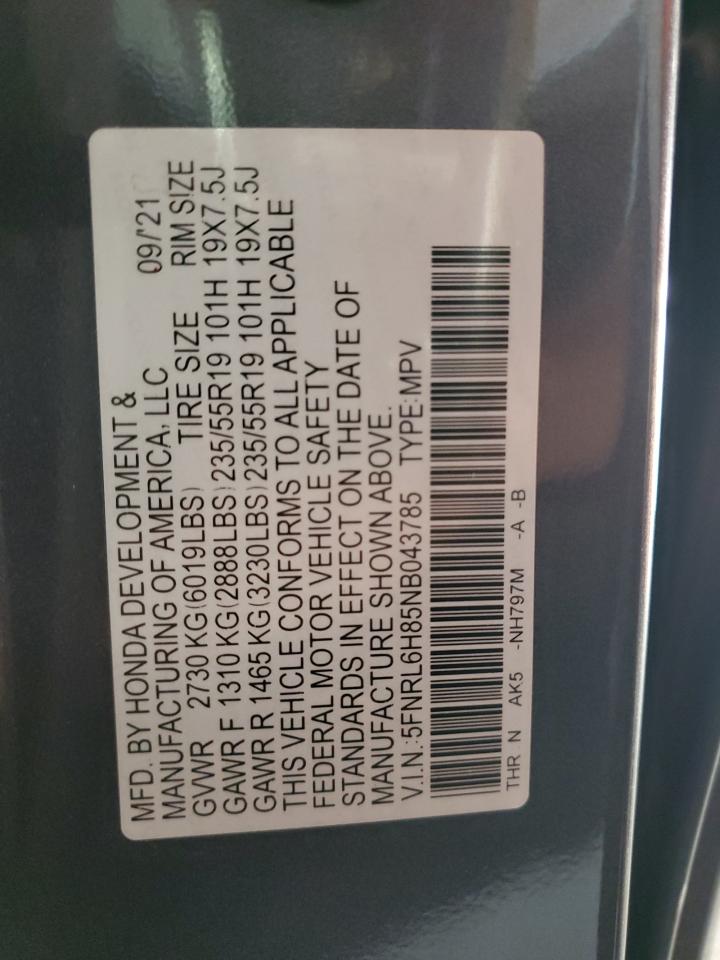 MFD. BY HONDA DEVELOPMENT & 09/'21
MANUFACTURING OF AMERICA, LLC
GVWR 2730 KG(6019LBS) TIRE SIZE RIM SIZE
GAWR F 1310 KG(2888LBS) 235/55R19 101H 19X7.5J
GAWR R 1465 KG(3230LBS) 235/55R19 101H 19X7.5J
THIS VEHICLE CONFORMS TO ALL APPLICABLE
FEDERAL MOTOR VEHICLE SAFETY
STANDARDS IN EFFECT ON THE DATE OF
MANUFACTURE SHOWN ABOVE.
V.I.N.:5FNRL6H85NB043785 TYPE:MPV
THR N AK5 -NH797M -A -B